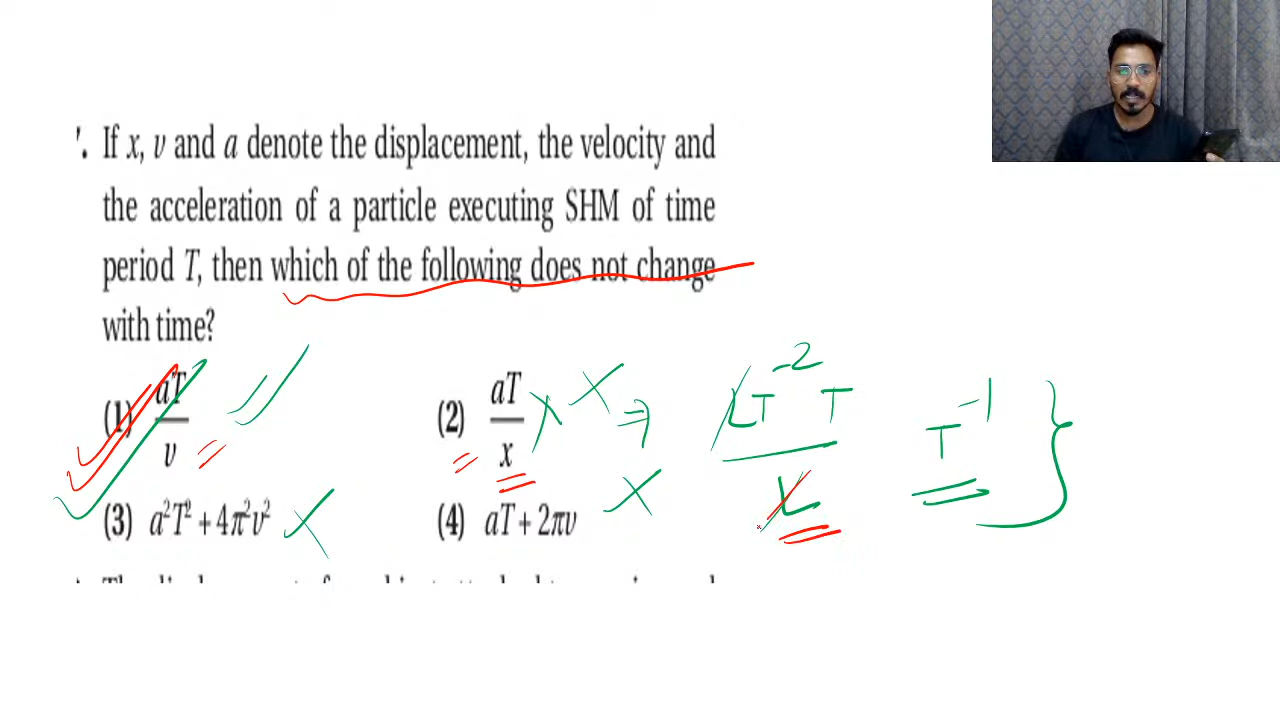 '. If x, v and a denote the displacement, the velocity and
the acceleration of a particle executing SHM of time
period T, then which of the following does not change
with time?
(1) aT/v (2) aT/x X X ⇒ LT⁻²T/L T⁻¹ }
(3) a²T² + 4π²v² X (4) aT + 2πv X